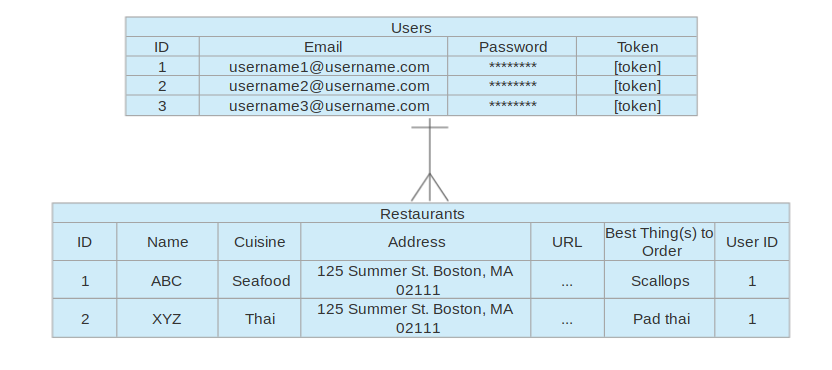 Users
ID Email Password Token
1 username1@username.com ******** [token]
2 username2@username.com ******** [token]
3 username3@username.com ******** [token]
Restaurants
ID Name Cuisine Address URL Best Thing(s) to Order User ID
1 ABC Seafood 125 Summer St. Boston, MA 02111 ... Scallops 1
2 XYZ Thai 125 Summer St. Boston, MA 02111 ... Pad thai 1